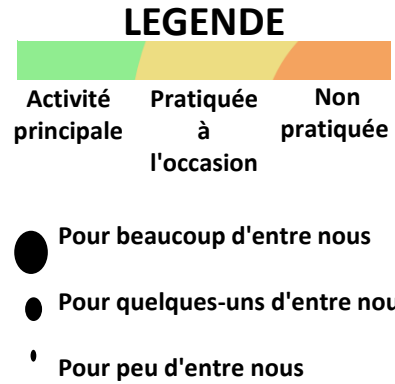 LEGENDE
Activité principale
Pratiquée à l'occasion
Non pratiquée
Pour beaucoup d'entre nous
Pour quelques-uns d'entre nou
Pour peu d'entre nous